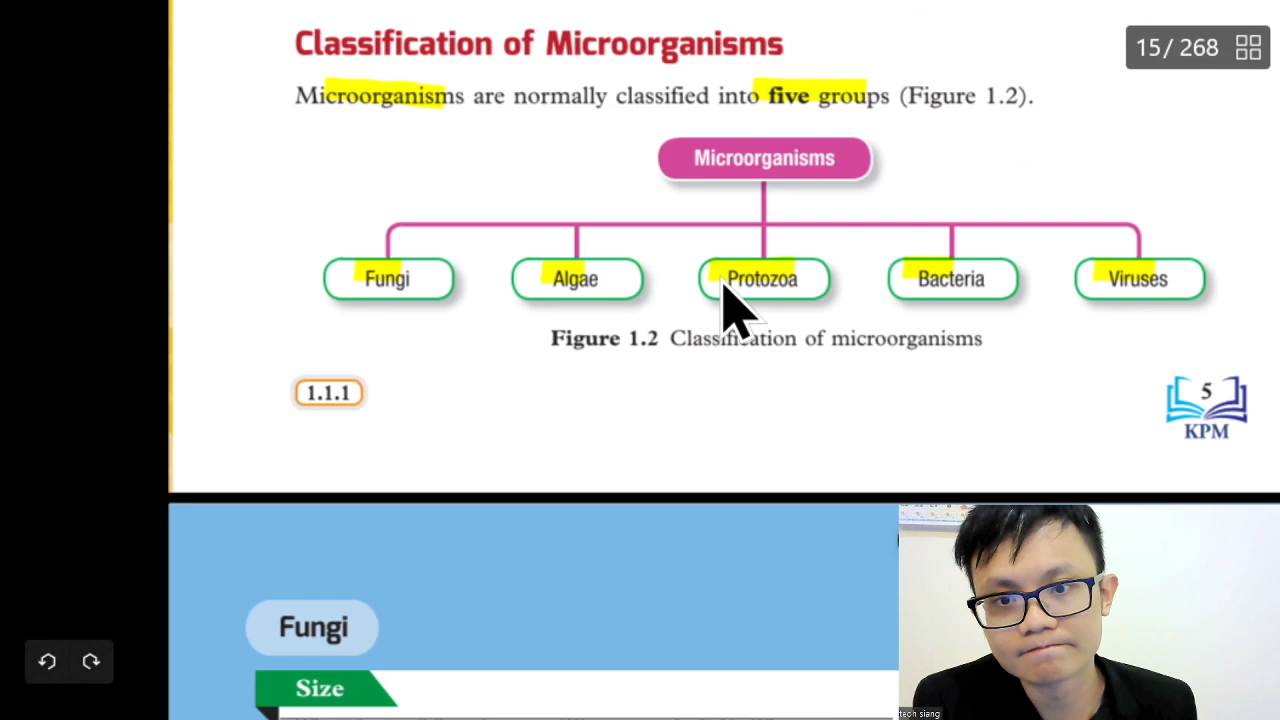 Classification of Microorganisms
15/ 268
Microorganisms are normally classified into five groups (Figure 1.2).
Microorganisms
Fungi
Algae
Protozoa
Bacteria
Viruses
Figure 1.2 Classification of microorganisms
1.1.1
5
KPM
Fungi
Size
teoh siang